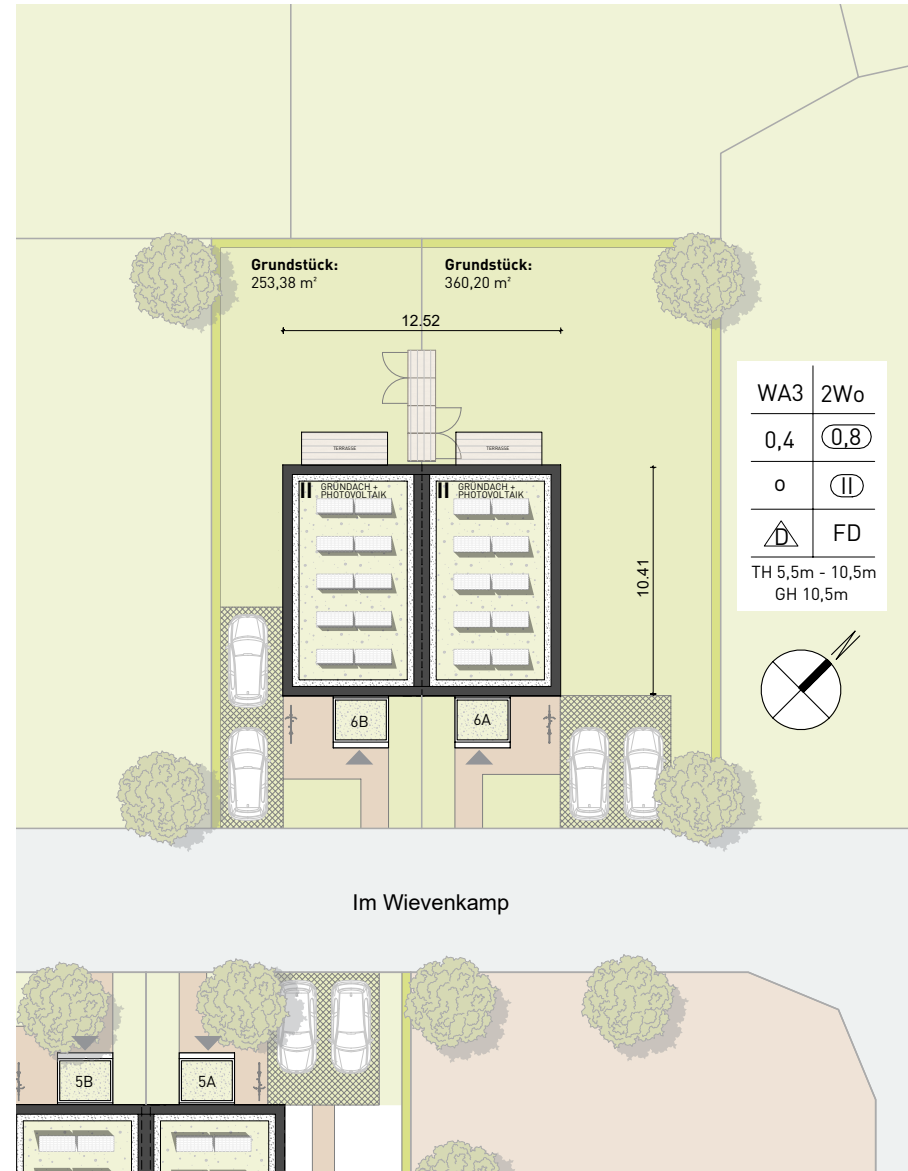 Grundstück:
253,38 m²
Grundstück:
360,20 m²
12.52
TERRASSE
TERRASSE
II GRÜNDACH +
PHOTOVOLTAIK
II GRÜNDACH +
PHOTOVOLTAIK
10.41
WA3 2Wo
0,4 0,8
o II
D FD
TH 5,5m - 10,5m
GH 10,5m
6B
6A
Im Wievenkamp
5B
5A